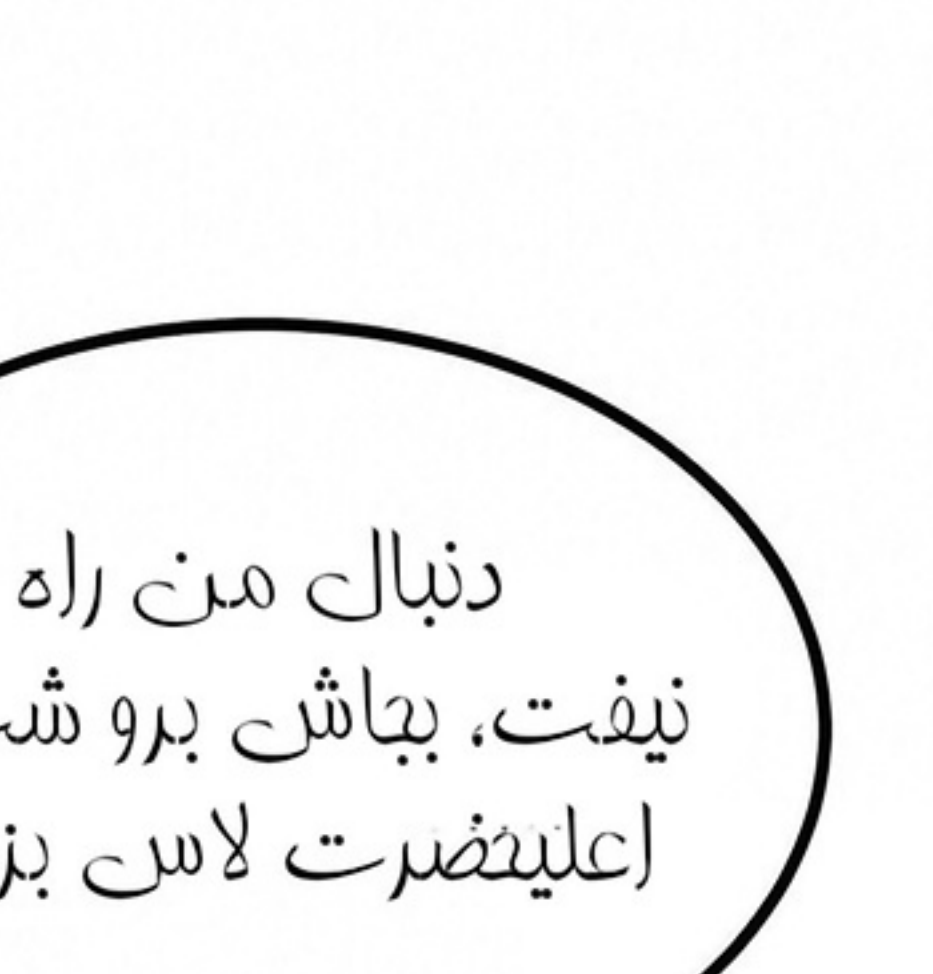 دنبال من راه
نیفت، بجاش برو
اعلیحضرت لاس